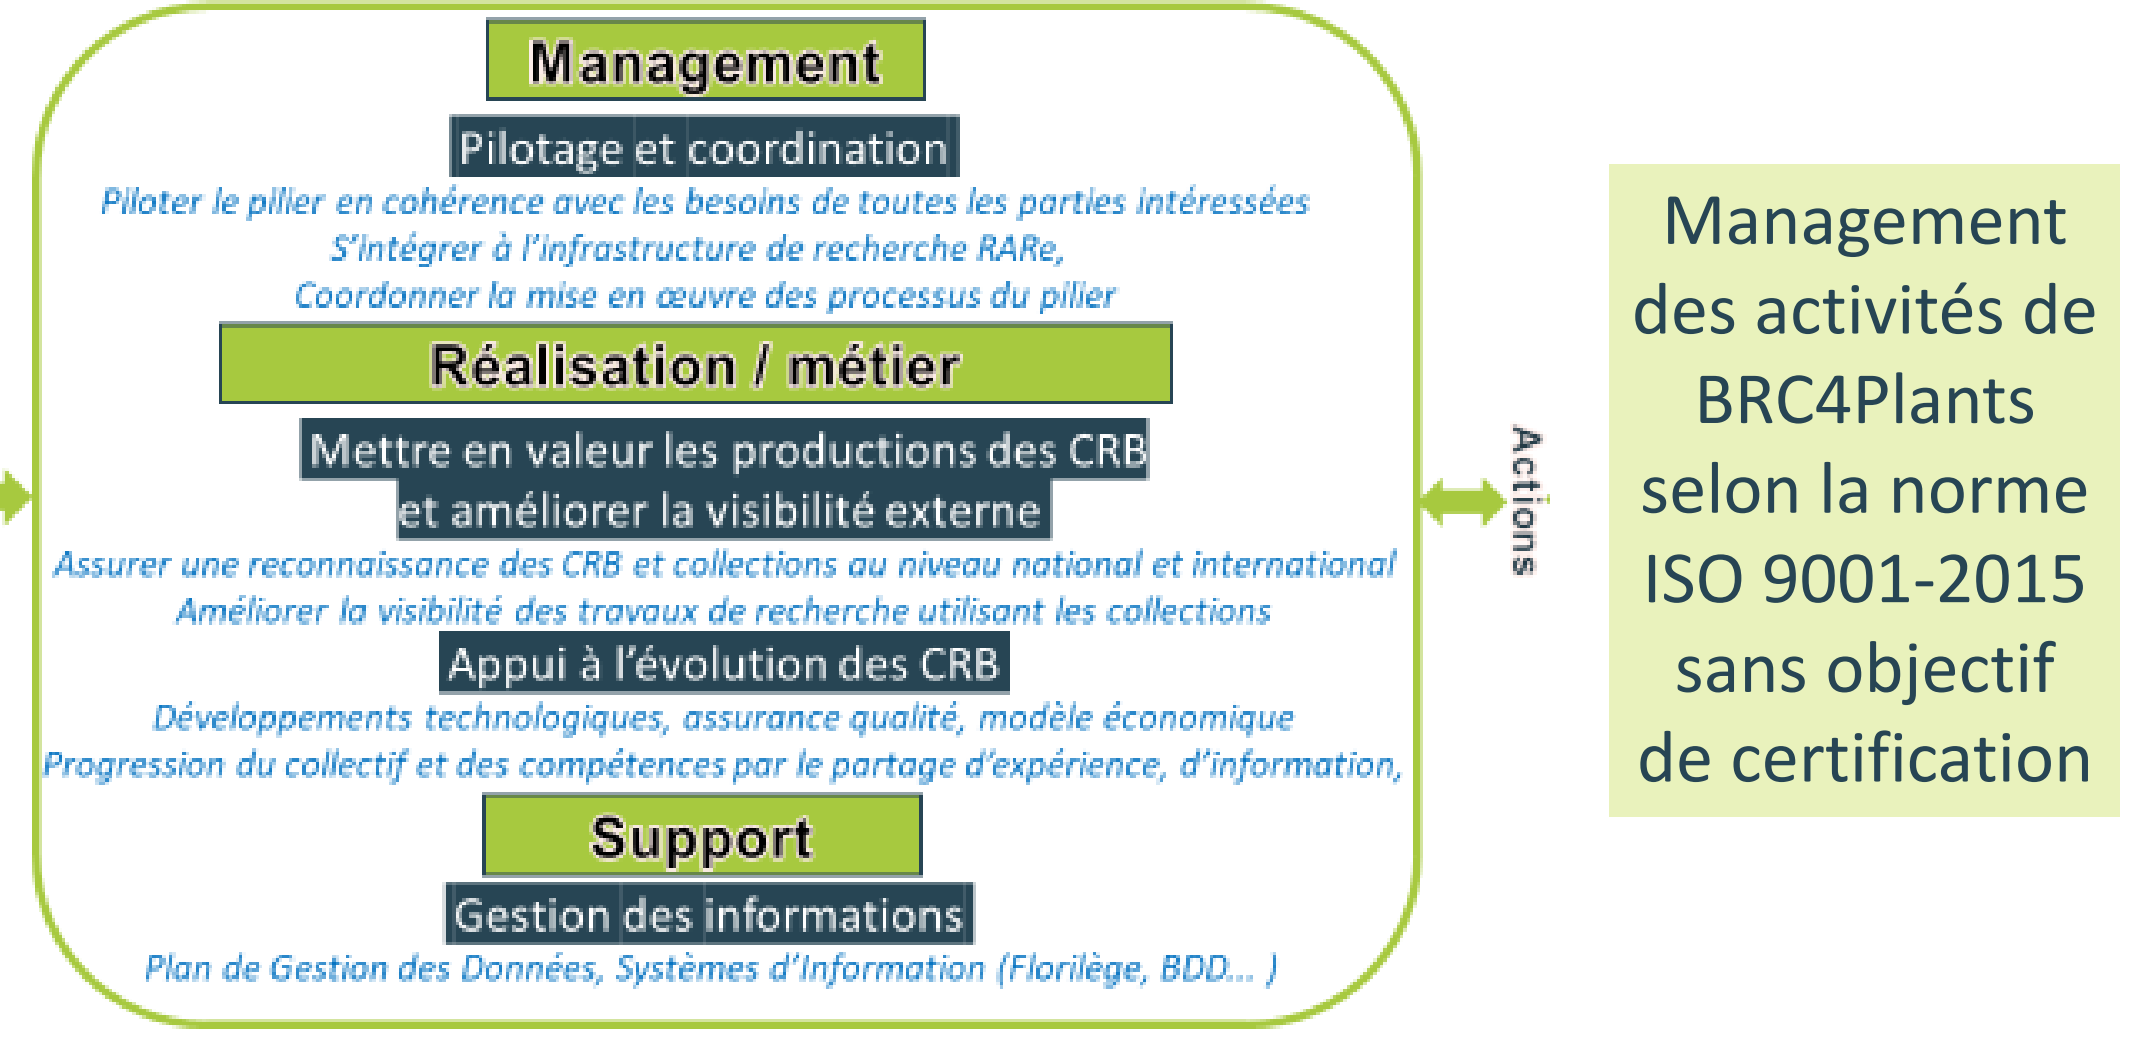 Management
Pilotage et coordination
Piloter le pilier en cohérence avec les besoins de toutes les parties intéressées
S'intégrer à l'infrastructure de recherche RARe,
Coordonner la mise en œuvre des processus du pilier
Réalisation / métier
Mettre en valeur les productions des CRB
et améliorer la visibilité externe
Assurer une reconnaissance des CRB et collections au niveau national et international
Améliorer la visibilité des travaux de recherche utilisant les collections
Appui à l'évolution des CRB
Développements technologiques, assurance qualité, modèle économique
Progression du collectif et des compétences par le partage d'expérience, d'information,
Support
Gestion des informations
Plan de Gestion des Données, Systèmes d'Information (Florilège, BDD... )
Actions
Management
des activités de
BRC4Plants
selon la norme
ISO 9001-2015
sans objectif
de certification